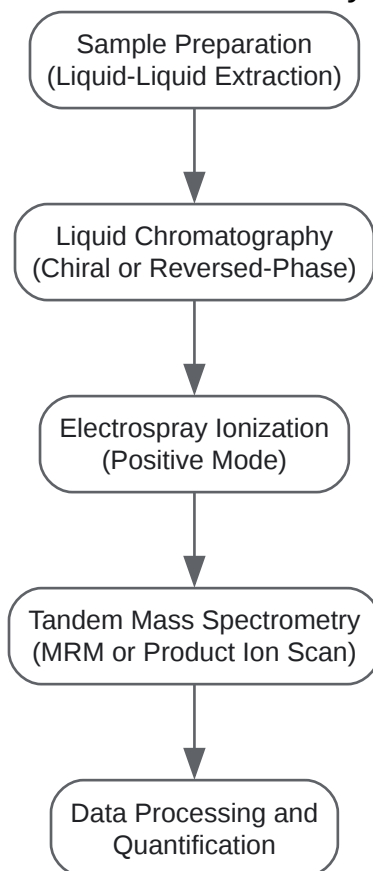 Sample Preparation
(Liquid-Liquid Extraction)
Liquid Chromatography
(Chiral or Reversed-Phase)
Electrospray Ionization
(Positive Mode)
Tandem Mass Spectrometry
(MRM or Product Ion Scan)
Data Processing and
Quantification